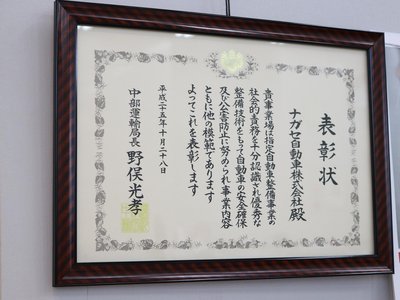 表彰状
ナガセ自動車株式会社殿
貴事業場は指定自動車整備事業の
社会的責務を十分認識され優秀な
整備技術をもって自動車の安全確保
及び公害防止に努められ事業内容
ともに他の模範であります
よってこれを表彰します
平成二十五年十月二十八日
中部運輸局長 野俣光孝